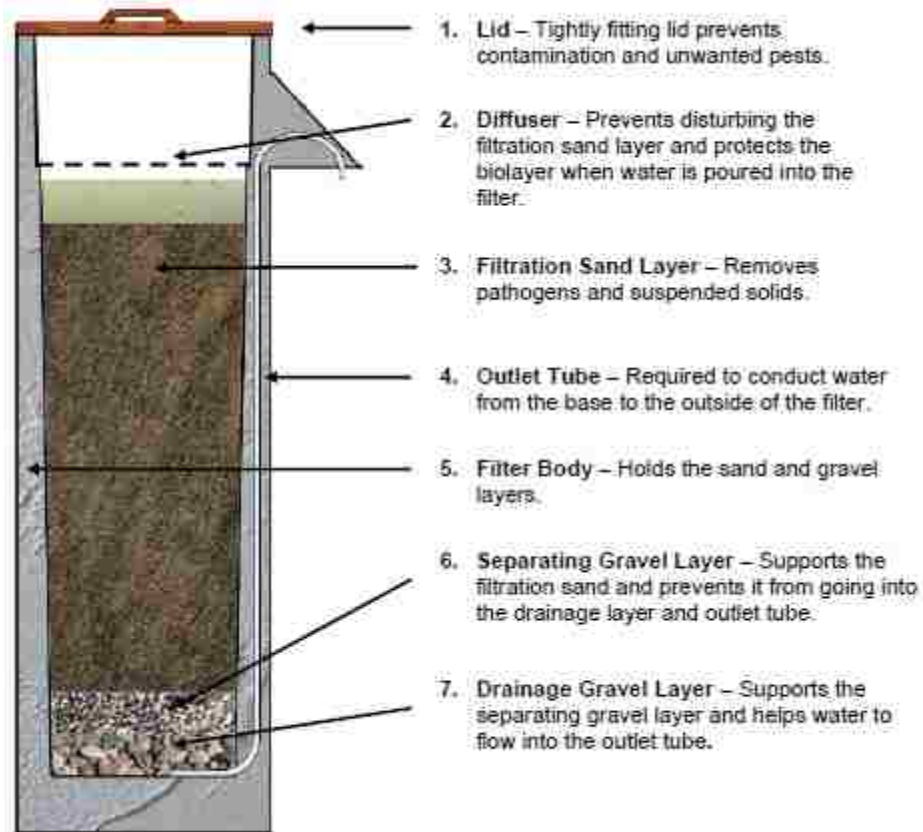 1. Lid – Tightly fitting lid prevents
contamination and unwanted pests.
2. Diffuser – Prevents disturbing the
filtration sand layer and protects the
biolayer when water is poured into the
filter.
3. Filtration Sand Layer – Removes
pathogens and suspended solids.
4. Outlet Tube – Required to conduct water
from the base to the outside of the filter.
5. Filter Body – Holds the sand and gravel
layers.
6. Separating Gravel Layer – Supports the
filtration sand and prevents it from going into
the drainage layer and outlet tube.
7. Drainage Gravel Layer – Supports the
separating gravel layer and helps water to
flow into the outlet tube.